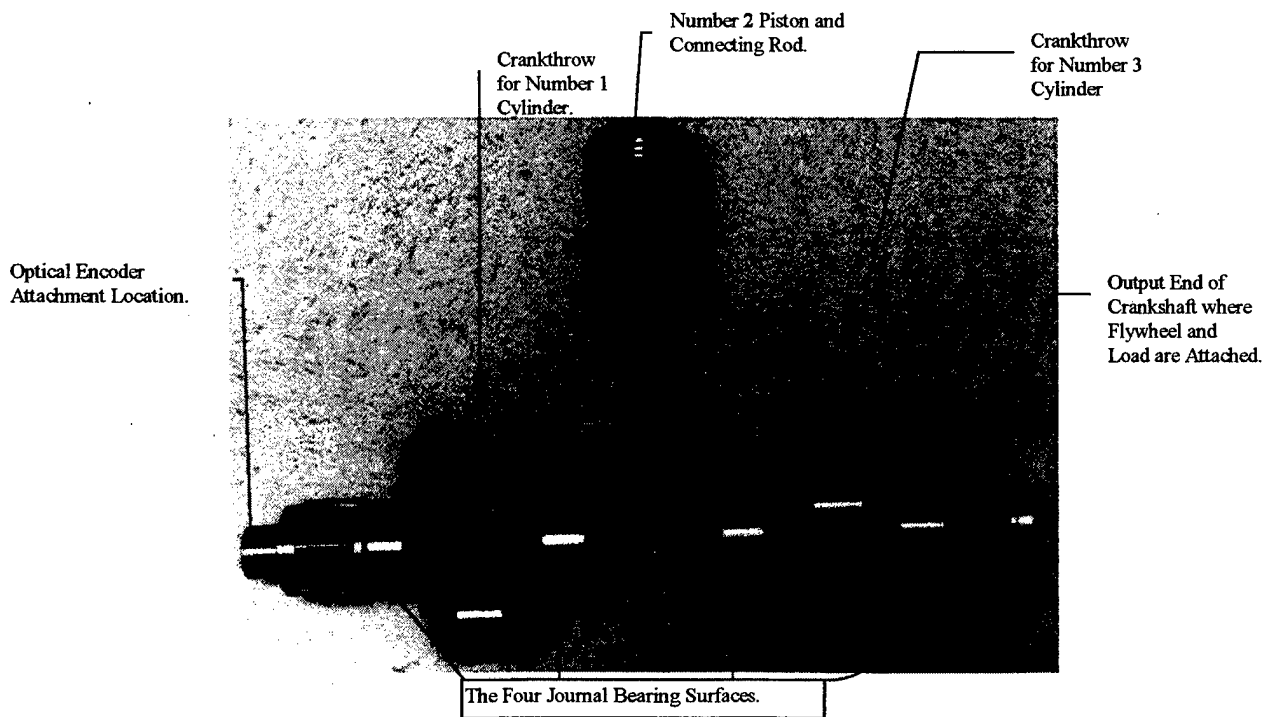 Number 2 Piston and
Connecting Rod.
Crankthrow
for Number 1
Cylinder.
Crankthrow
for Number 3
Cylinder
Optical Encoder
Attachment Location.
Output End of
Crankshaft where
Flywheel and
Load are Attached.
The Four Journal Bearing Surfaces.